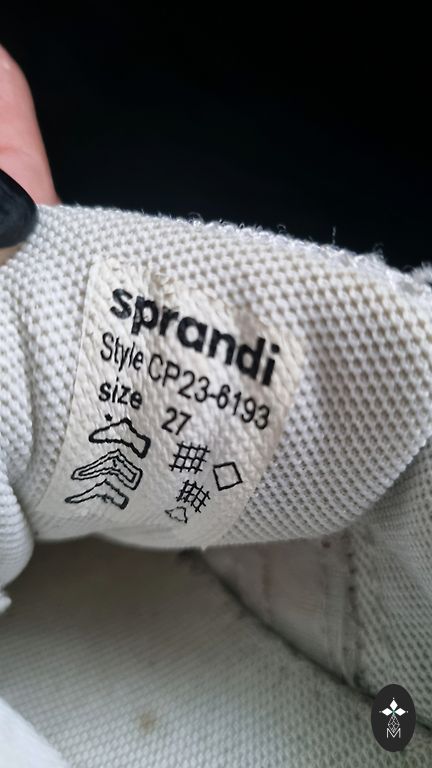 sprandi
Style CP23-6193
size 27
M